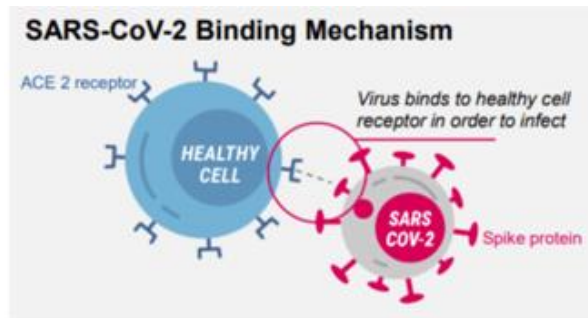 SARS-CoV-2 Binding Mechanism
ACE 2 receptor
Virus binds to healthy cell
receptor in order to infect
HEALTHY
CELL
SARS
COV-2
Spike protein